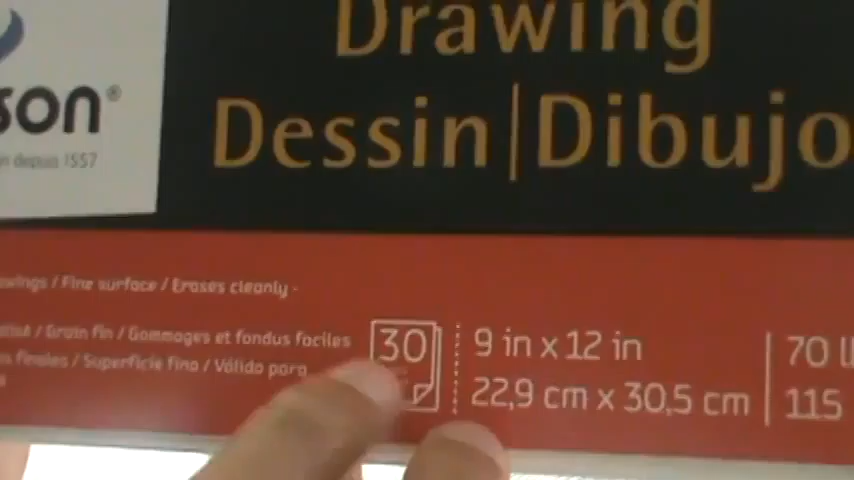 Drawing
Dessin|Dibujo
son®
depuis 1557
/ Fine surface / Erases cleanly -
/ Grain fin / Gommages et fondus faciles
finales / Superficie fina / Válido para
30
9 in x 12 in
22,9 cm x 30,5 cm
70
115